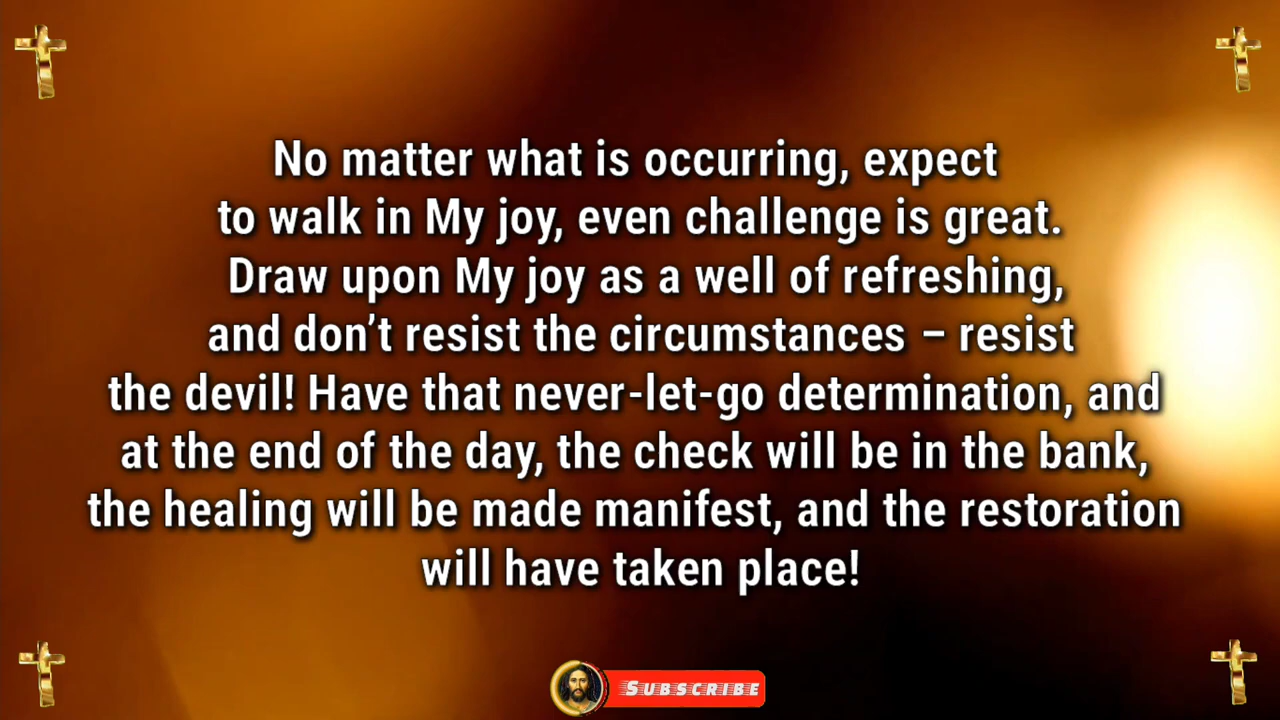 No matter what is occurring, expect
to walk in My joy, even challenge is great.
Draw upon My joy as a well of refreshing,
and don’t resist the circumstances – resist
the devil! Have that never-let-go determination, and
at the end of the day, the check will be in the bank,
the healing will be made manifest, and the restoration
will have taken place!
SUBSCRIBE